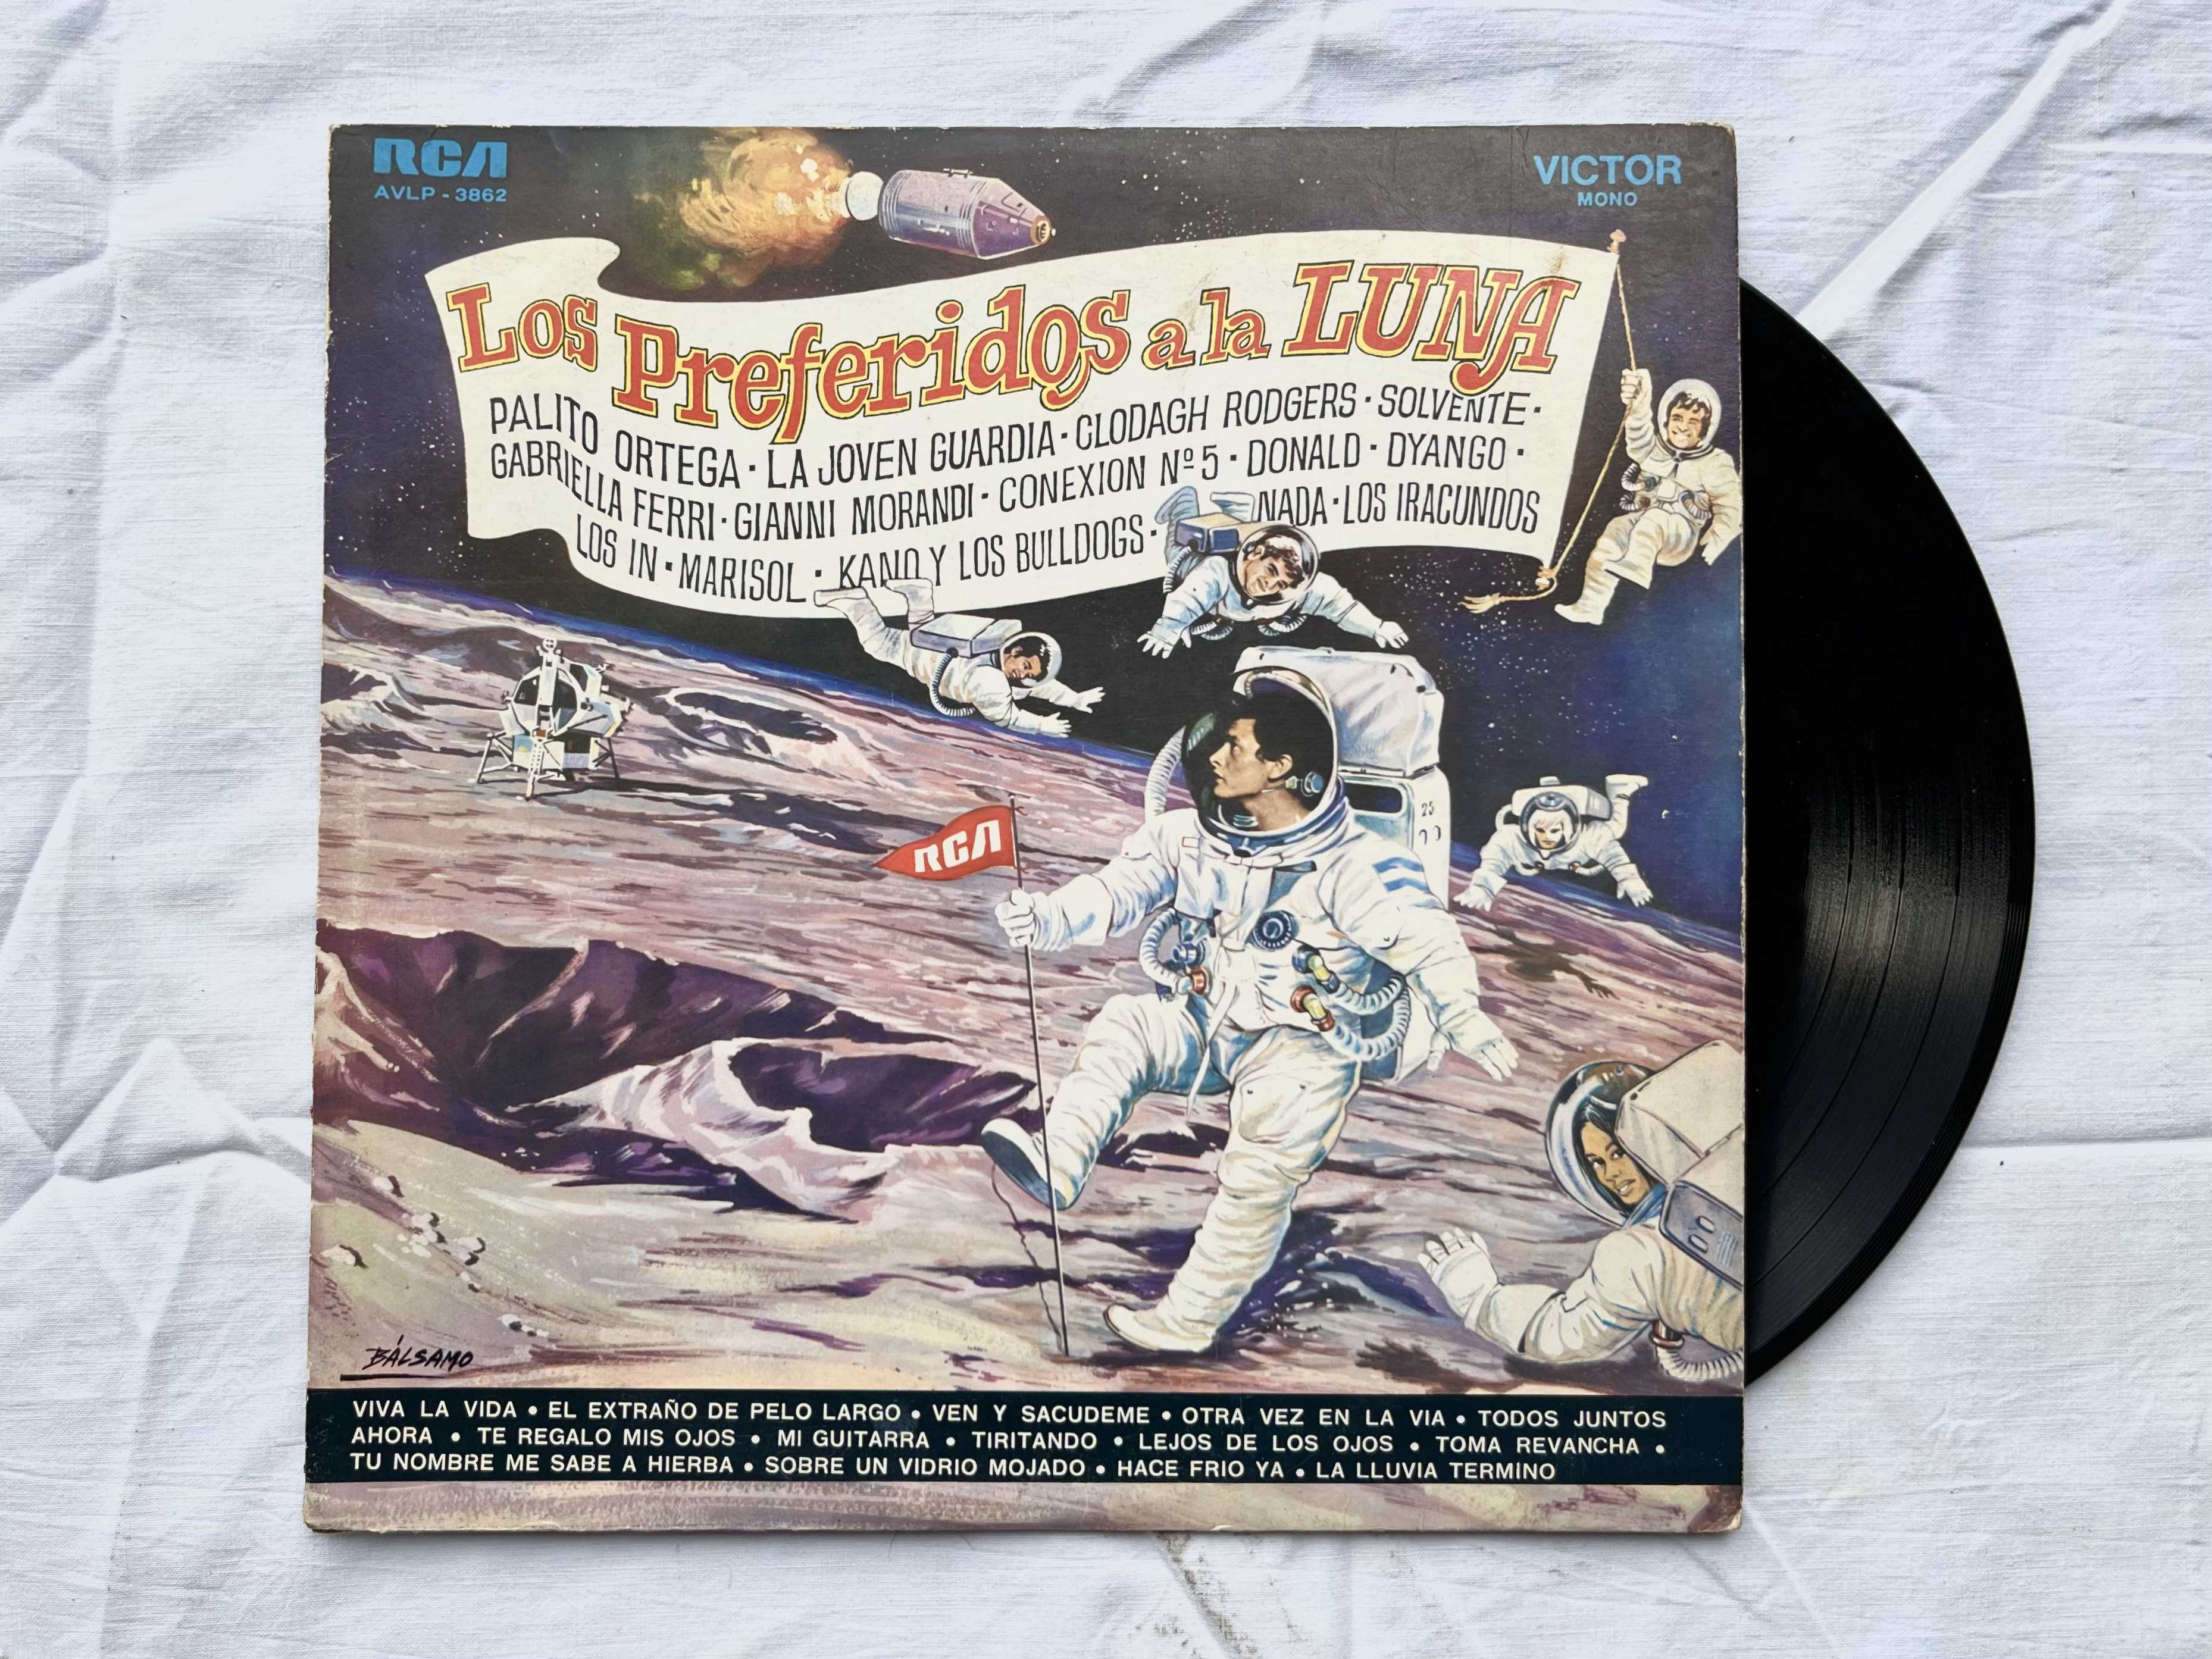 RCA
AVLP - 3862
VICTOR
MONO
Los Preferidos a la LUNA
PALITO ORTEGA · LA JOVEN GUARDIA · CLODAGH RODGERS · SOLVENTE ·
GABRIELLA FERRI · GIANNI MORANDI · CONEXION Nº 5 · DONALD · DYANGO ·
LOS IN · MARISOL · KANO Y LOS BULLDOGS · NADA · LOS IRACUNDOS
25
RCA
BÁLSAMO
VIVA LA VIDA • EL EXTRAÑO DE PELO LARGO • VEN Y SACUDEME • OTRA VEZ EN LA VIA • TODOS JUNTOS
AHORA • TE REGALO MIS OJOS • MI GUITARRA • TIRITANDO • LEJOS DE LOS OJOS • TOMA REVANCHA •
TU NOMBRE ME SABE A HIERBA • SOBRE UN VIDRIO MOJADO • HACE FRIO YA • LA LLUVIA TERMINO